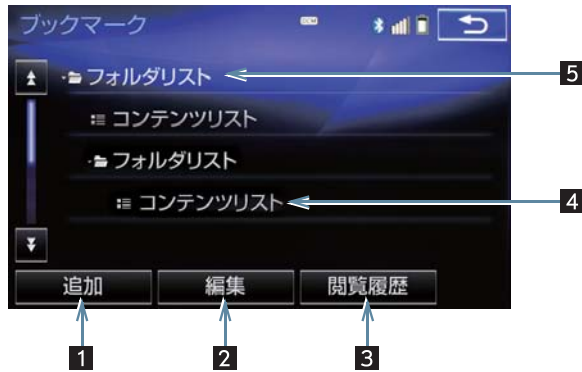 ブックマーク
フォルダリスト 5
コンテンツリスト
フォルダリスト
コンテンツリスト 4
追加 編集 閲覧履歴
1 2 3